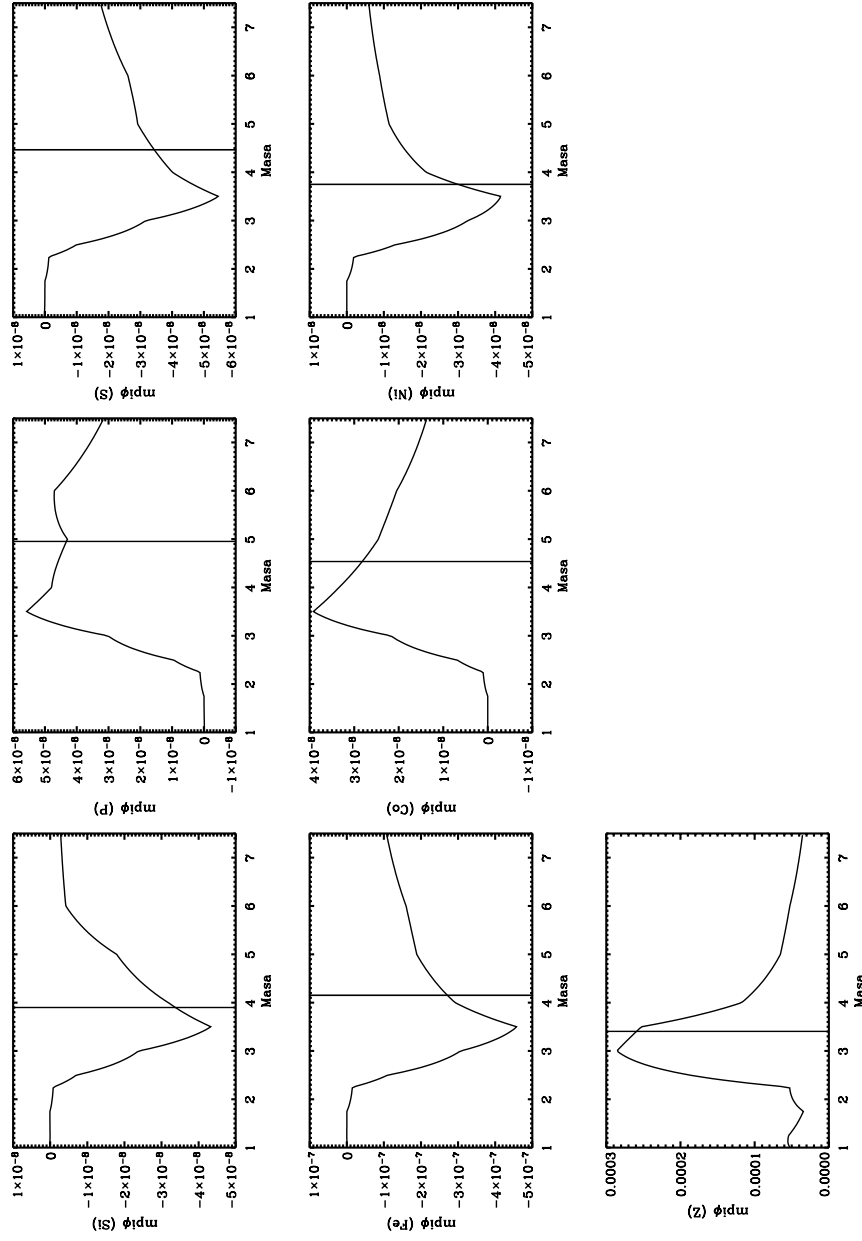 mpiϕ (Si)
1×10⁻⁸
0
−1×10⁻⁸
−2×10⁻⁸
−3×10⁻⁸
−4×10⁻⁸
−5×10⁻⁸
1 2 3 4 5 6 7
Masa
mpiϕ (P)
6×10⁻⁸
5×10⁻⁸
4×10⁻⁸
3×10⁻⁸
2×10⁻⁸
1×10⁻⁸
0
−1×10⁻⁸
1 2 3 4 5 6 7
Masa
mpiϕ (S)
1×10⁻⁸
0
−1×10⁻⁸
−2×10⁻⁸
−3×10⁻⁸
−4×10⁻⁸
−5×10⁻⁸
−6×10⁻⁸
1 2 3 4 5 6 7
Masa
mpiϕ (Fe)
1×10⁻⁷
0
−1×10⁻⁷
−2×10⁻⁷
−3×10⁻⁷
−4×10⁻⁷
−5×10⁻⁷
1 2 3 4 5 6 7
Masa
mpiϕ (Co)
4×10⁻⁸
3×10⁻⁸
2×10⁻⁸
1×10⁻⁸
0
−1×10⁻⁸
1 2 3 4 5 6 7
Masa
mpiϕ (Ni)
1×10⁻⁸
0
−1×10⁻⁸
−2×10⁻⁸
−3×10⁻⁸
−4×10⁻⁸
−5×10⁻⁸
1 2 3 4 5 6 7
Masa
mpiϕ (Z)
0.0003
0.0002
0.0001
0.0000
1 2 3 4 5 6 7
Masa